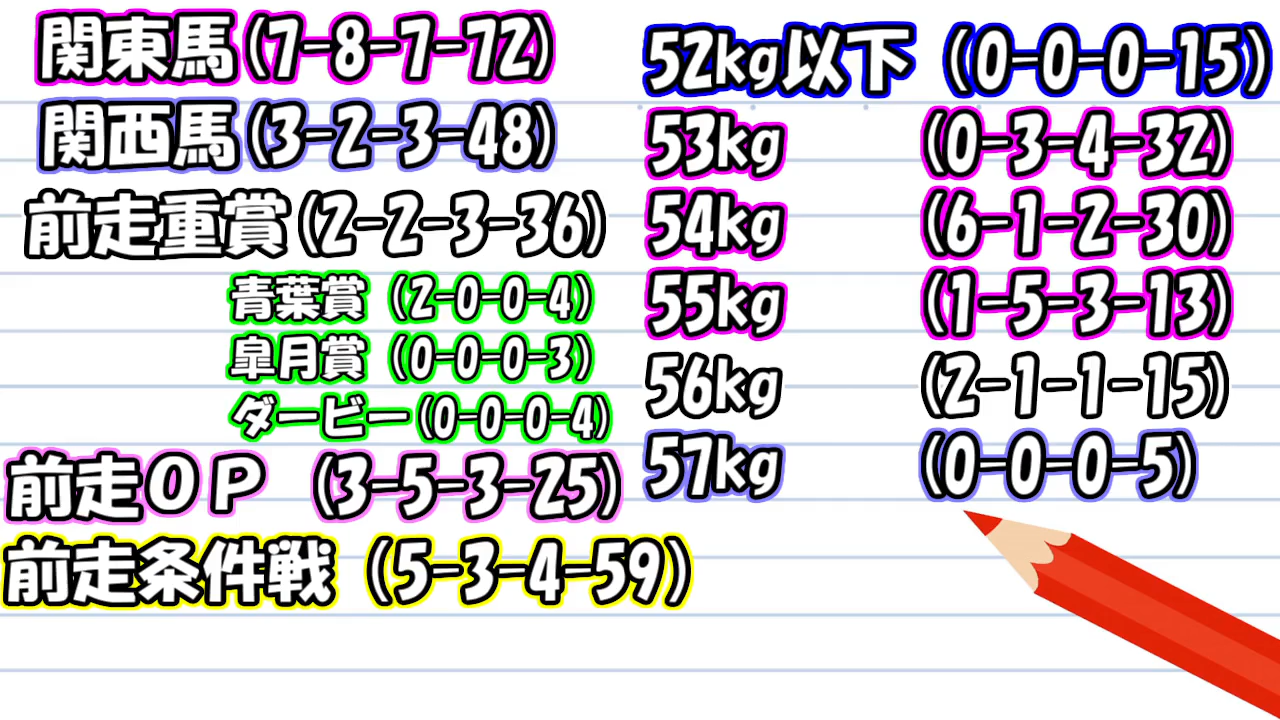 関東馬(7-8-7-72)
関西馬(3-2-3-48)
前走重賞(2-2-3-36)
青葉賞(2-0-0-4)
皐月賞(0-0-0-3)
ダービー(0-0-0-4)
前走OP(3-5-3-25)
前走条件戦(5-3-4-59)
52kg以下(0-0-0-15)
53kg(0-3-4-32)
54kg(6-1-2-30)
55kg(1-5-3-13)
56kg(2-1-1-15)
57kg(0-0-0-5)